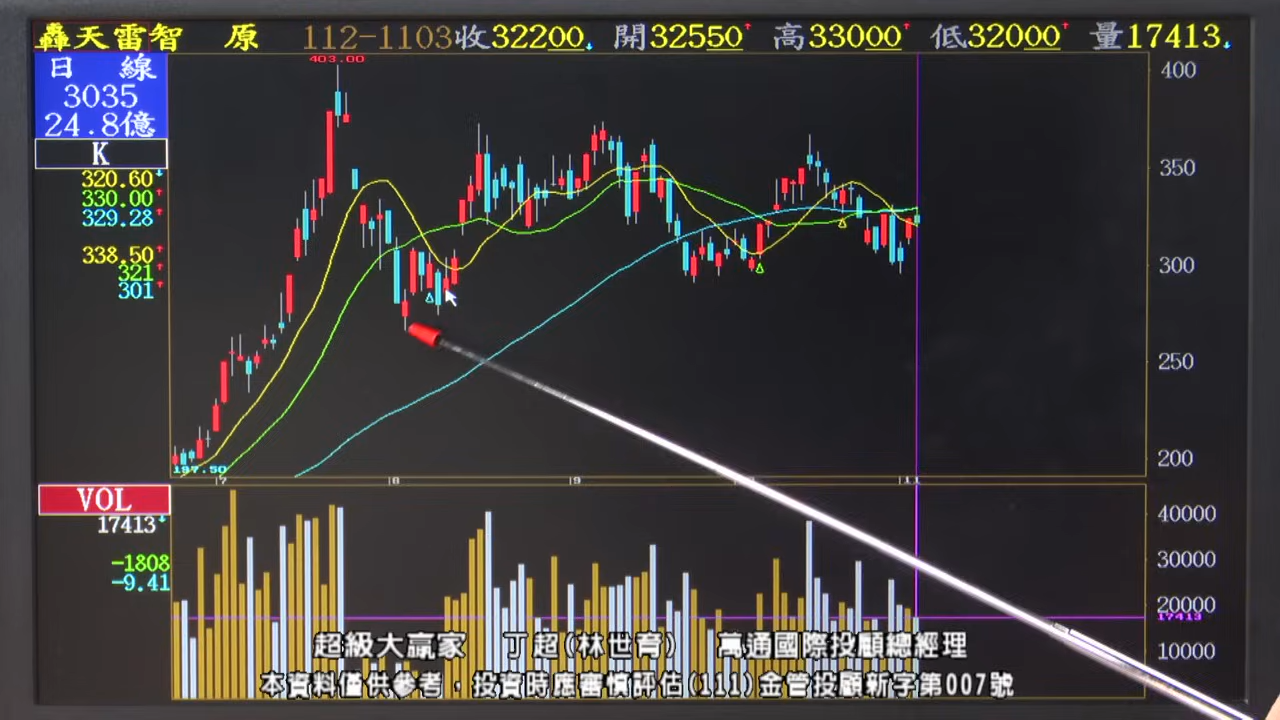 轟天雷智 原 112-1103收32200↓ 開32550↑ 高33000↑ 低32000↑ 量17413↓
日 線
3035
24.8億
K
320.60↓
330.00↑
329.28↑
338.50↑
321↑
301↑
403.00
400
350
300
250
200
197.50
7 8 9 11
VOL
17413↓
-1808
-9.41
40000
30000
20000
17413
10000
超級大贏家 丁超(林世育) 萬通國際投顧總經理
本資料僅供參考，投資時應審慎評估(111)金管投顧新字第007號